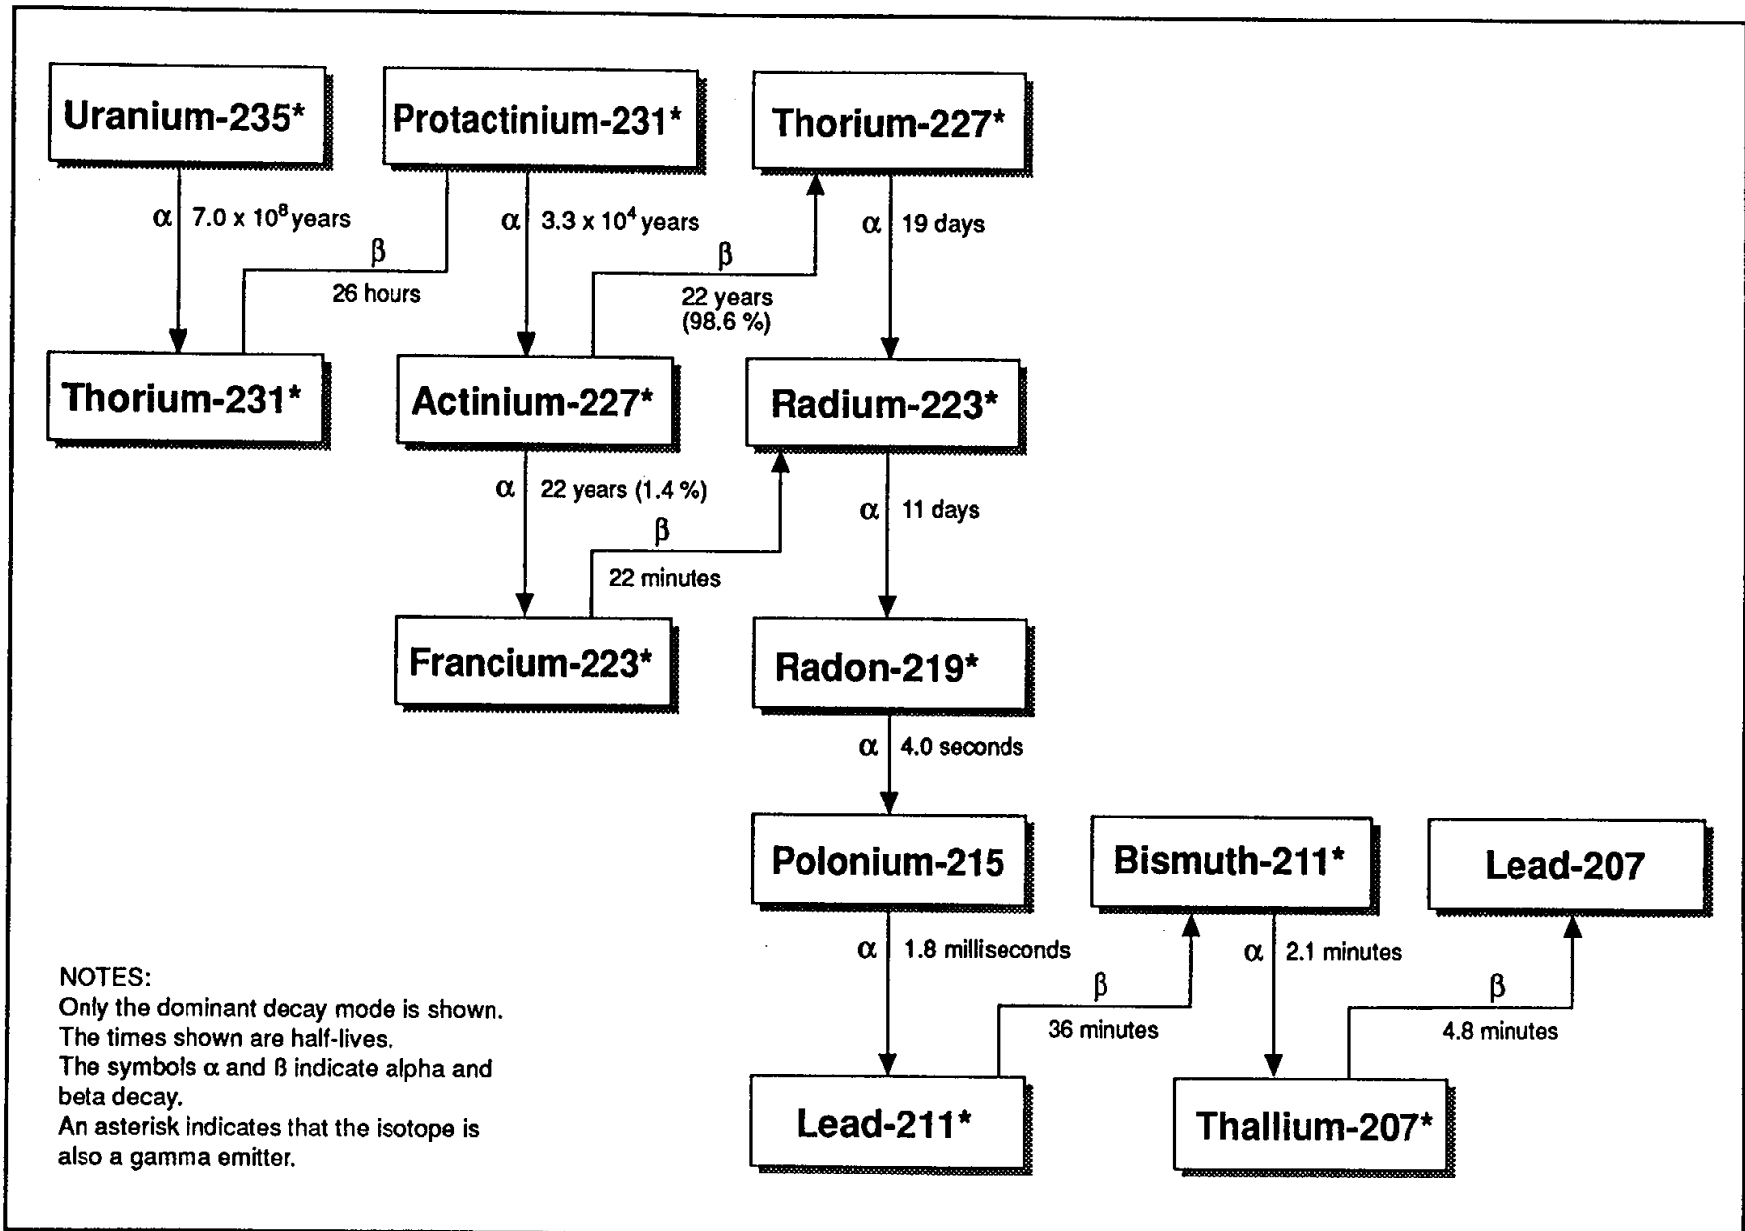 Uranium-235*
Protactinium-231*
Thorium-227*
α 7.0 x 10⁸ years
α 3.3 x 10⁴ years
α 19 days
β
26 hours
β
22 years
(98.6 %)
Thorium-231*
Actinium-227*
Radium-223*
α 22 years (1.4 %)
β
22 minutes
α 11 days
Francium-223*
Radon-219*
α 4.0 seconds
Polonium-215
Bismuth-211*
Lead-207
α 1.8 milliseconds
β
36 minutes
α 2.1 minutes
β
4.8 minutes
Lead-211*
Thallium-207*
NOTES:
Only the dominant decay mode is shown.
The times shown are half-lives.
The symbols α and ß indicate alpha and
beta decay.
An asterisk indicates that the isotope is
also a gamma emitter.